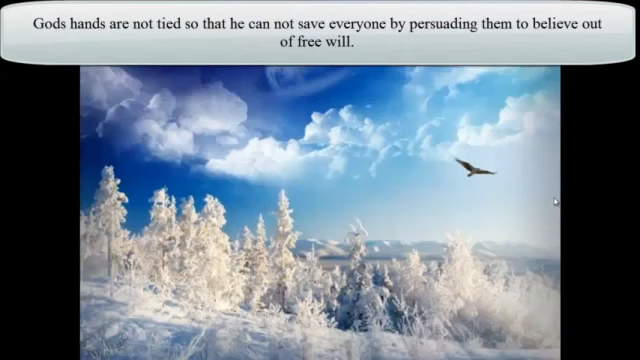 Gods hands are not tied so that he can not save everyone by persuading them to believe out
of free will.